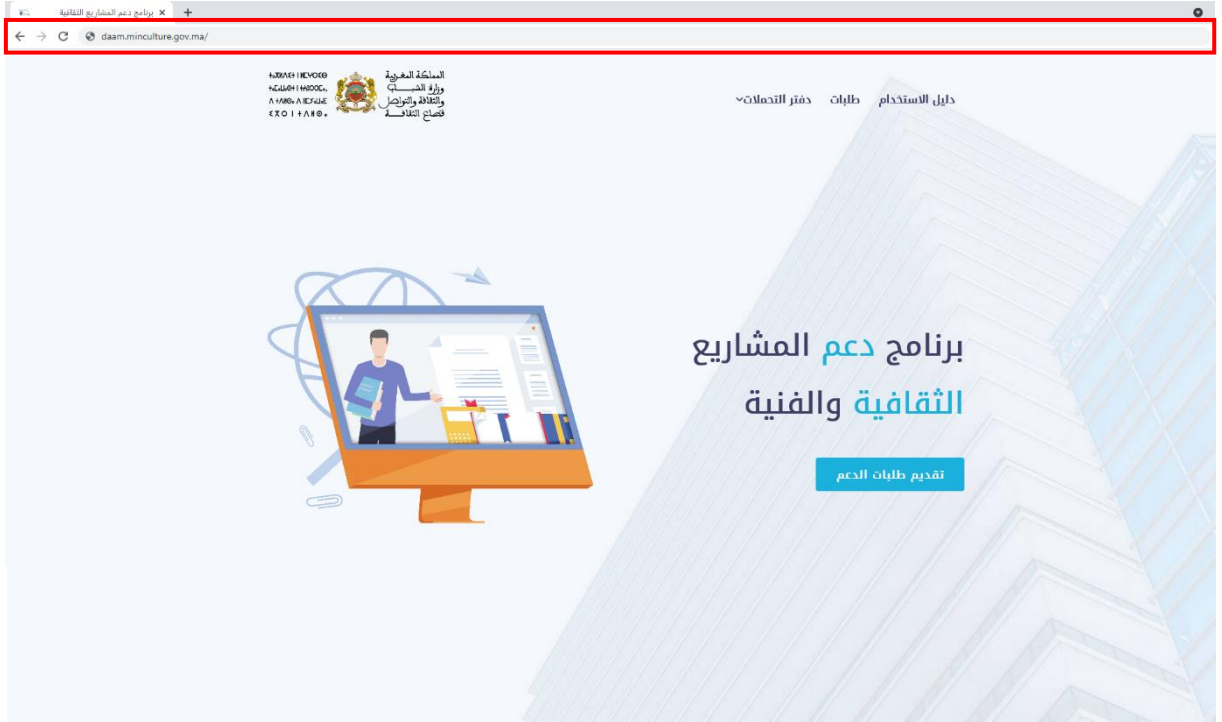 برنامج دعم المشاريع الثقافية
daam.minculture.gov.ma/
المملكة المغربية
وزارة الشباب
والثقافة والتواصل
قطاع الثقافة
دليل الاستخدام
طلبات
دفتر التحملات
برنامج دعم المشاريع
الثقافية والفنية
تقديم طلبات الدعم